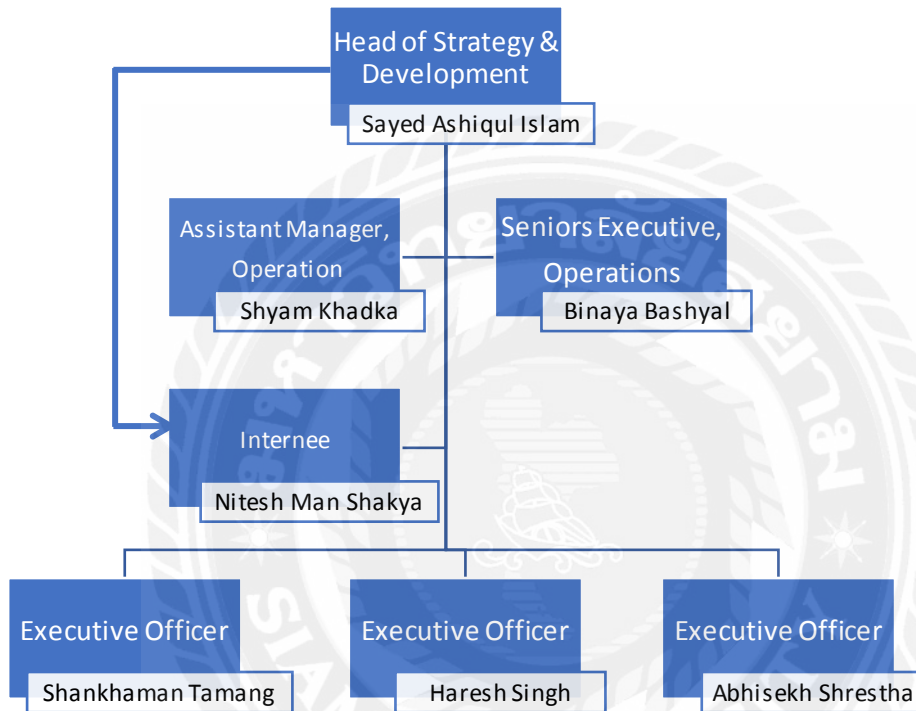 Head of Strategy &
Development
Sayed Ashiqul Islam
Assistant Manager,
Operation
Shyam Khadka
Seniors Executive,
Operations
Binaya Bashyal
Internee
Nitesh Man Shakya
Executive Officer
Shankhaman Tamang
Executive Officer
Haresh Singh
Executive Officer
Abhisekh Shrestha